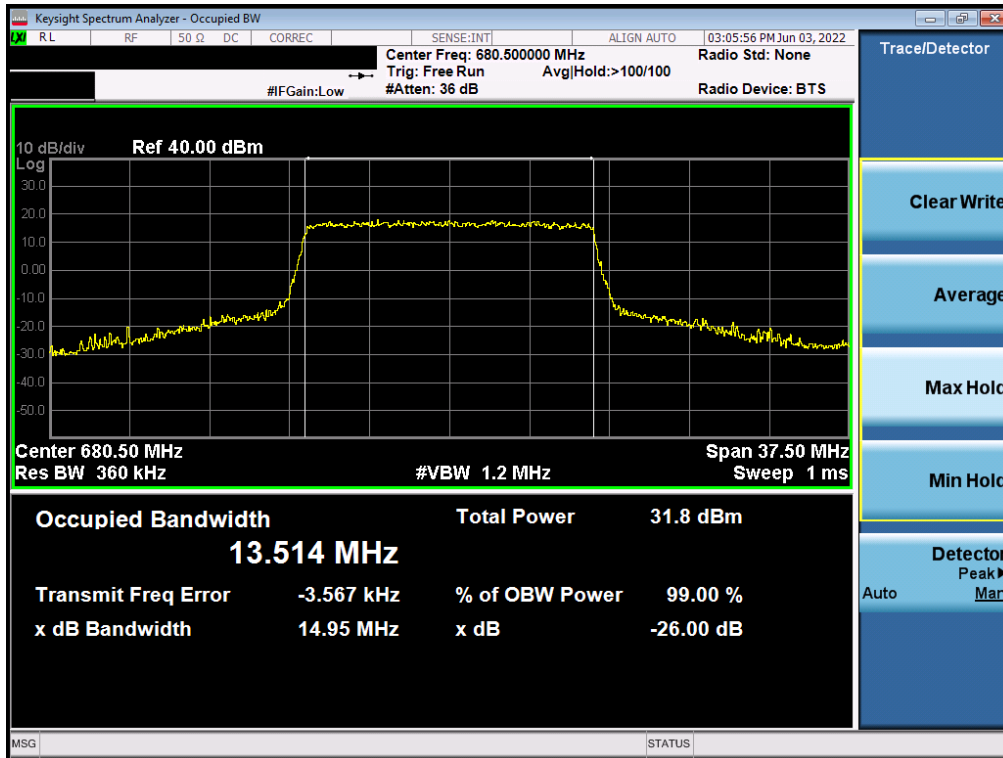 Keysight Spectrum Analyzer - Occupied BW
LXI RL RF 50 Ω DC CORREC SENSE:INT ALIGN AUTO 03:05:56 PM Jun 03, 2022
Center Freq: 680.500000 MHz Radio Std: None
Trig: Free Run Avg|Hold:>100/100
#IFGain:Low #Atten: 36 dB Radio Device: BTS
10 dB/div Ref 40.00 dBm
Log
30.0
20.0
10.0
0.00
-10.0
-20.0
-30.0
-40.0
-50.0
Center 680.50 MHz Span 37.50 MHz
Res BW 360 kHz #VBW 1.2 MHz Sweep 1 ms
Occupied Bandwidth Total Power 31.8 dBm
13.514 MHz
Transmit Freq Error -3.567 kHz % of OBW Power 99.00 %
x dB Bandwidth 14.95 MHz x dB -26.00 dB
MSG STATUS
Trace/Detector
Clear Write
Average
Max Hold
Min Hold
Detector
Peak▶
Auto Man